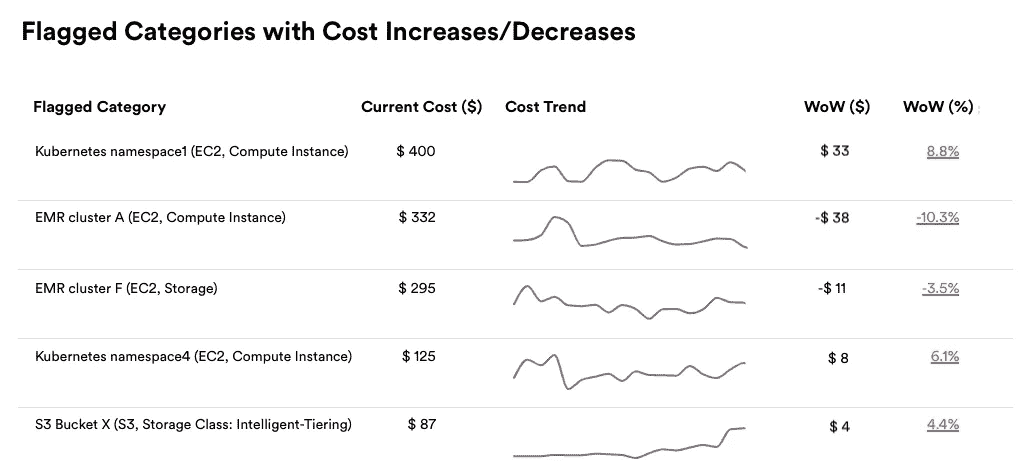 Flagged Categories with Cost Increases/Decreases
Flagged Category Current Cost ($) Cost Trend WoW ($) WoW (%)
Kubernetes namespace1 (EC2, Compute Instance) $ 400 $ 33 8.8%
EMR cluster A (EC2, Compute Instance) $ 332 -$ 38 -10.3%
EMR cluster F (EC2, Storage) $ 295 -$ 11 -3.5%
Kubernetes namespace4 (EC2, Compute Instance) $ 125 $ 8 6.1%
S3 Bucket X (S3, Storage Class: Intelligent-Tiering) $ 87 $ 4 4.4%